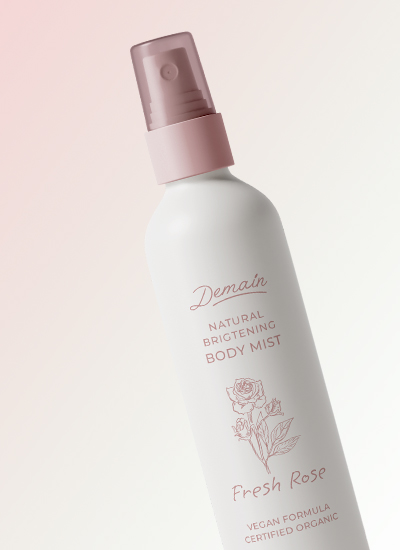 Demain
NATURAL
BRIGTENING
BODY MIST
Fresh Rose
VEGAN FORMULA
CERTIFIED ORGANIC